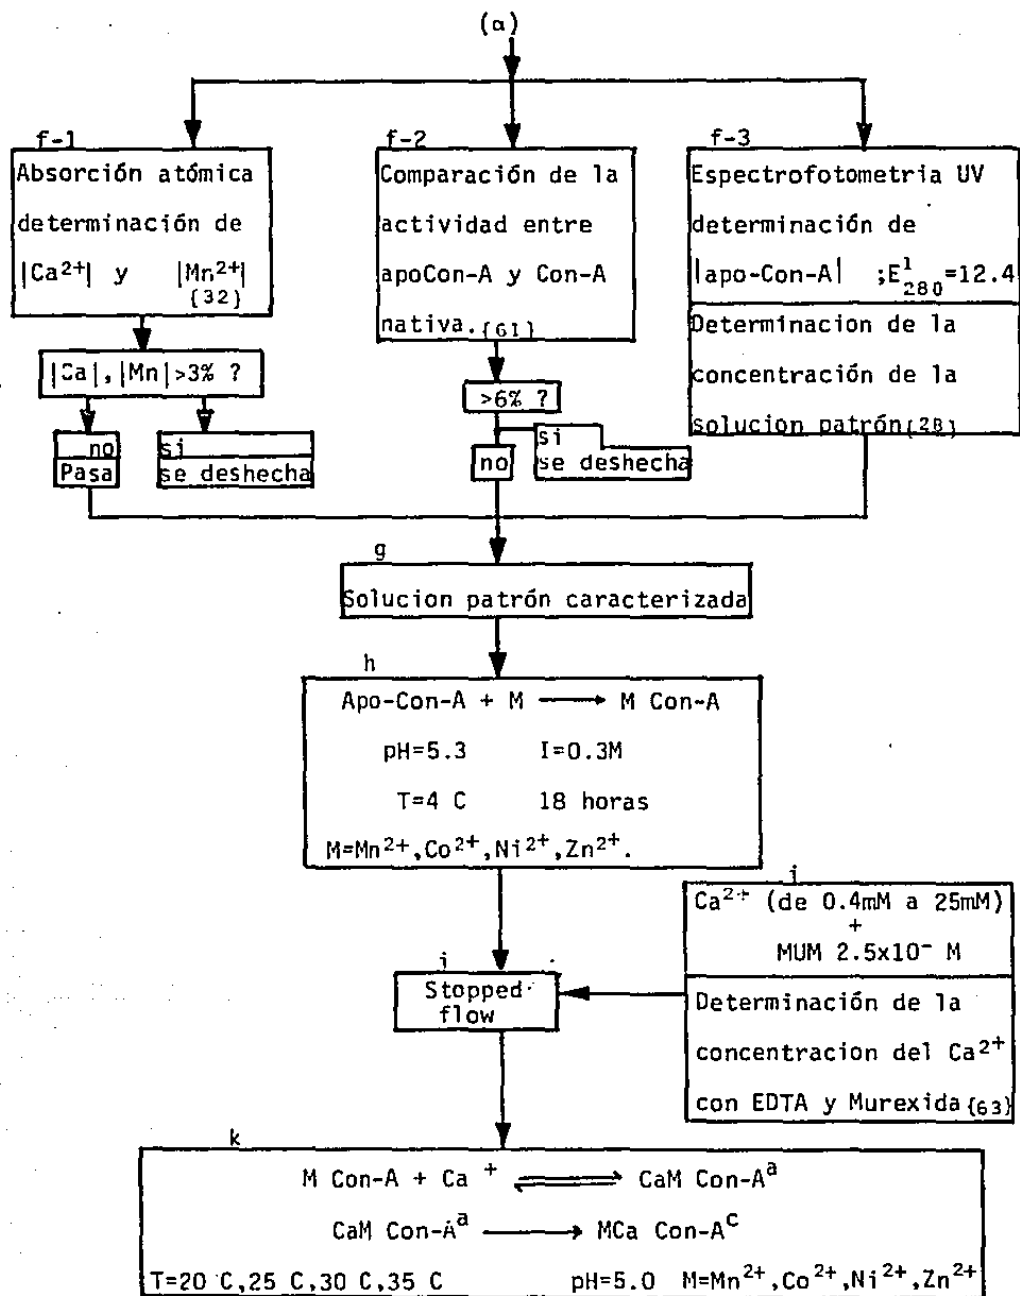 (α)
f-1
Absorción atómica
determinación de
|Ca²⁺| y |Mn²⁺|
{32}
|Ca|,|Mn|>3% ?
no
Pasa
si
se deshecha
f-2
Comparación de la
actividad entre
apoCon-A y Con-A
nativa.{61}
>6% ?
no
si
se deshecha
f-3
Espectrofotometria UV
determinación de
|apo-Con-A| ;E¹₂₈₀=12.4
Determinacion de la
concentración de la
solucion patrón{28}
g
Solucion patrón caracterizada
h
Apo-Con-A + M ⟶ M Con-A
pH=5.3 I=0.3M
T=4 C 18 horas
M=Mn²⁺,Co²⁺,Ni²⁺,Zn²⁺.
i
Ca²⁺ (de 0.4mM a 25mM)
+
MUM 2.5x10⁻ M
Determinación de la
concentracion del Ca²⁺
con EDTA y Murexida{63}
Stopped
flow
k
M Con-A + Ca ⁺ ⇌ CaM Con-Aᵃ
CaM Con-Aᵃ ⟶ MCa Con-Aᶜ
T=20 C,25 C,30 C,35 C pH=5.0 M=Mn²⁺,Co²⁺,Ni²⁺,Zn²⁺